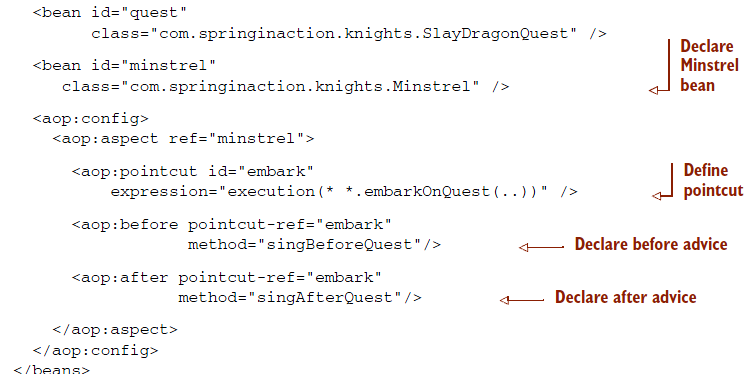 <bean id="quest"
class="com.springinaction.knights.SlayDragonQuest" />
<bean id="minstrel"
class="com.springinaction.knights.Minstrel" />
Declare
Minstrel
bean
<aop:config>
<aop:aspect ref="minstrel">
<aop:pointcut id="embark"
expression="execution(* *.embarkOnQuest(..))" />
Define
pointcut
<aop:before pointcut-ref="embark"
method="singBeforeQuest"/>
Declare before advice
<aop:after pointcut-ref="embark"
method="singAfterQuest"/>
Declare after advice
</aop:aspect>
</aop:config>
</beans>